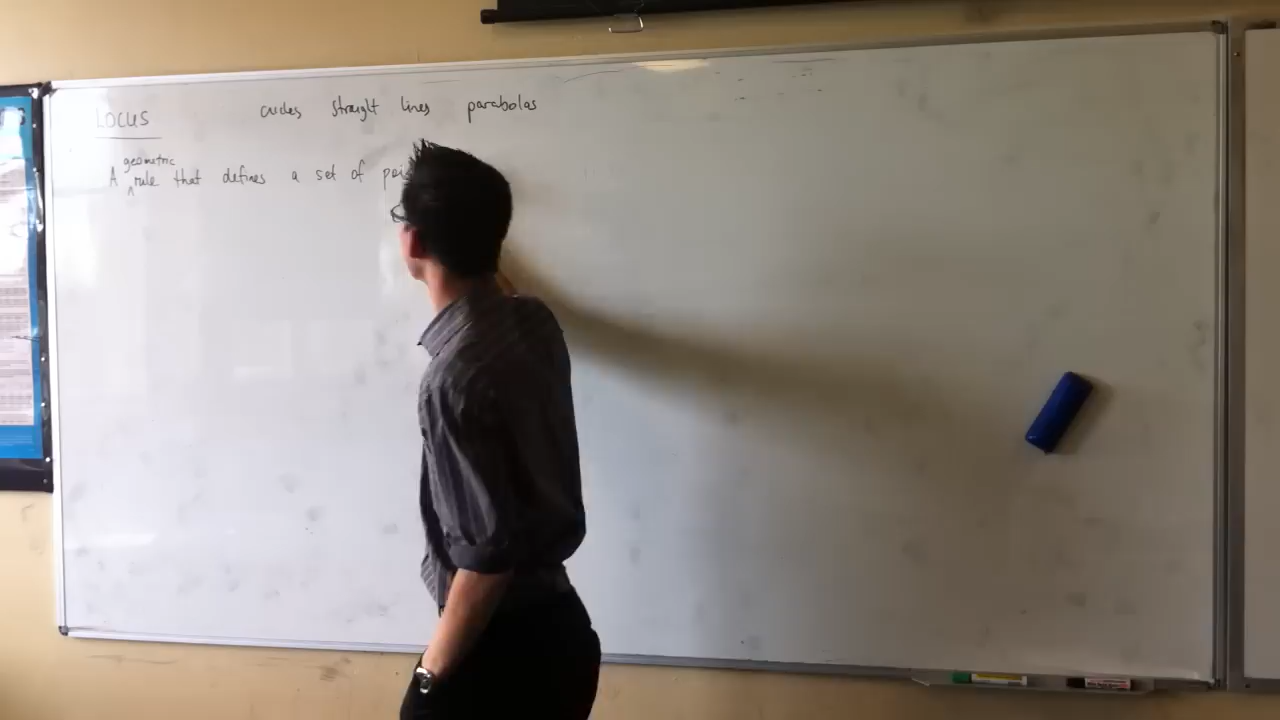 LOCUS
circles straight lines parabolas
geometric
A ^ rule that defines a set of poi